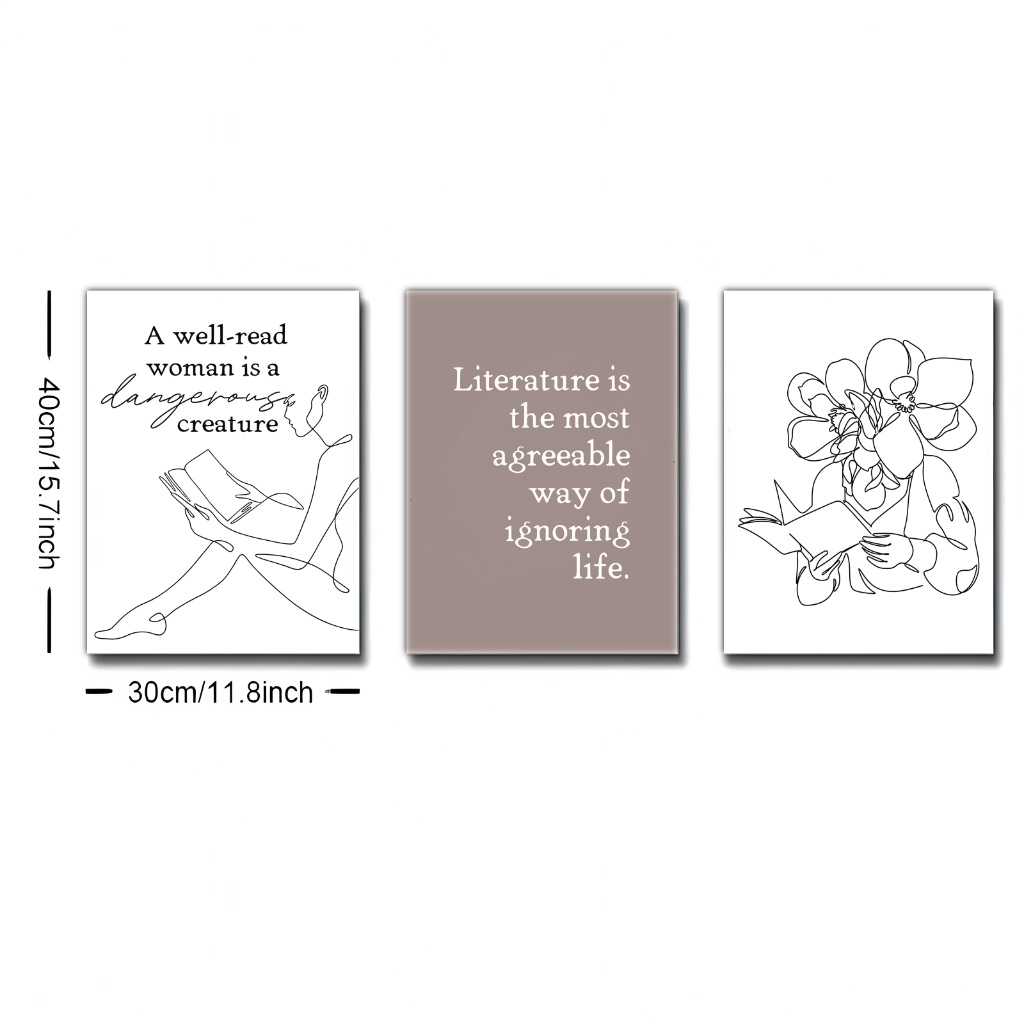 A well-read
woman is a
dangerous
creature
Literature is
the most
agreeable
way of
ignoring
life.
40cm/15.7inch
30cm/11.8inch